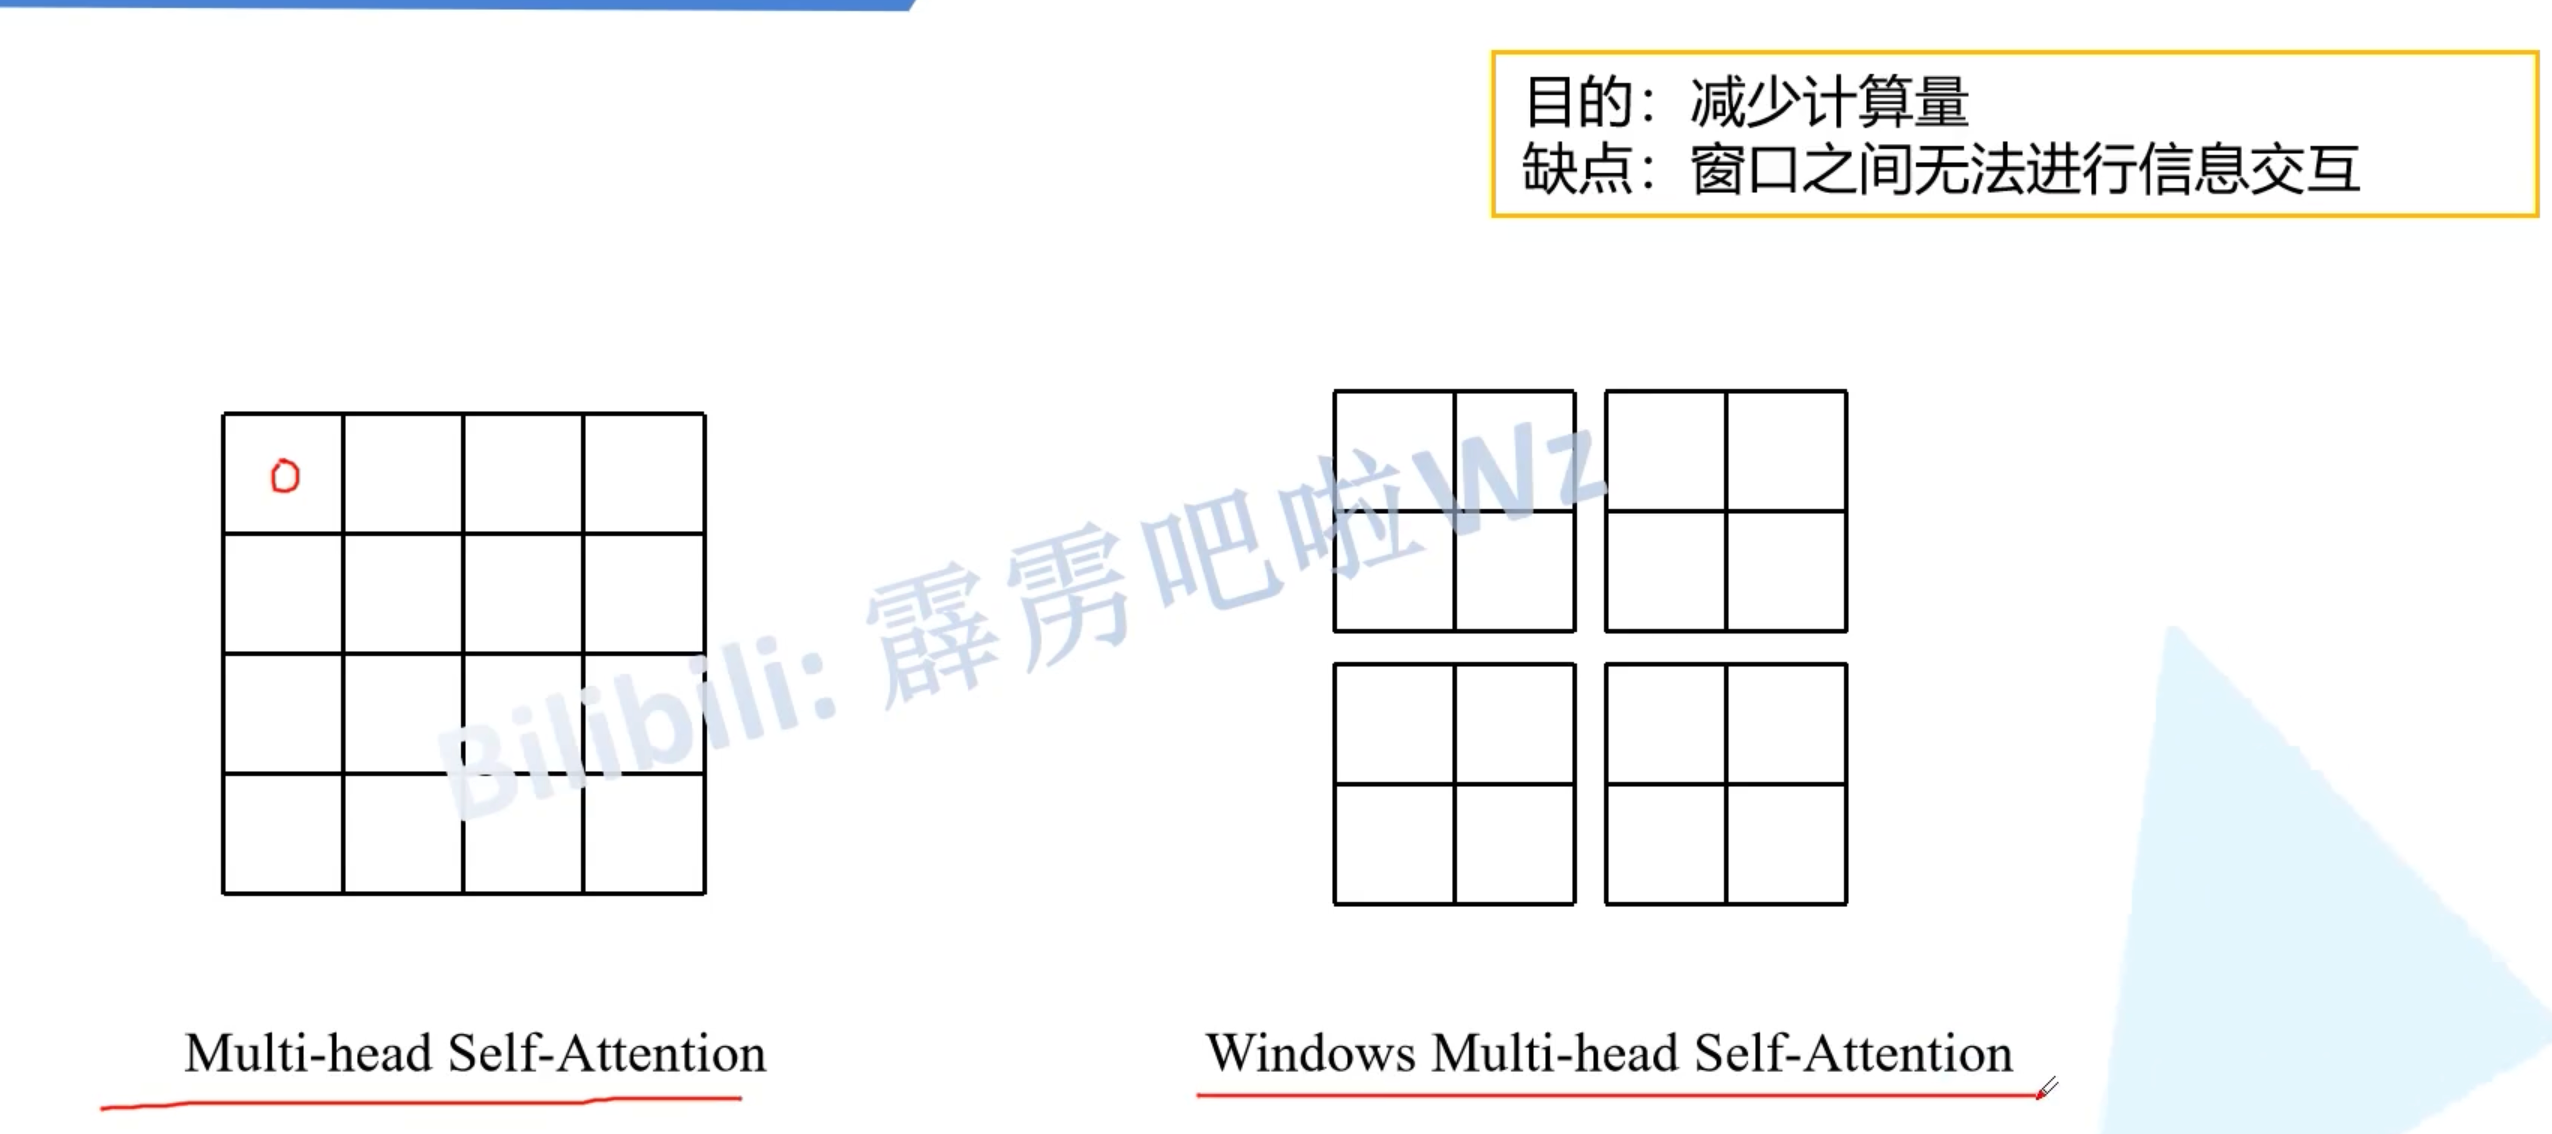 目的：减少计算量
缺点：窗口之间无法进行信息交互
Bilibili: 霹雳吧啦Wz
Multi-head Self-Attention
Windows Multi-head Self-Attention